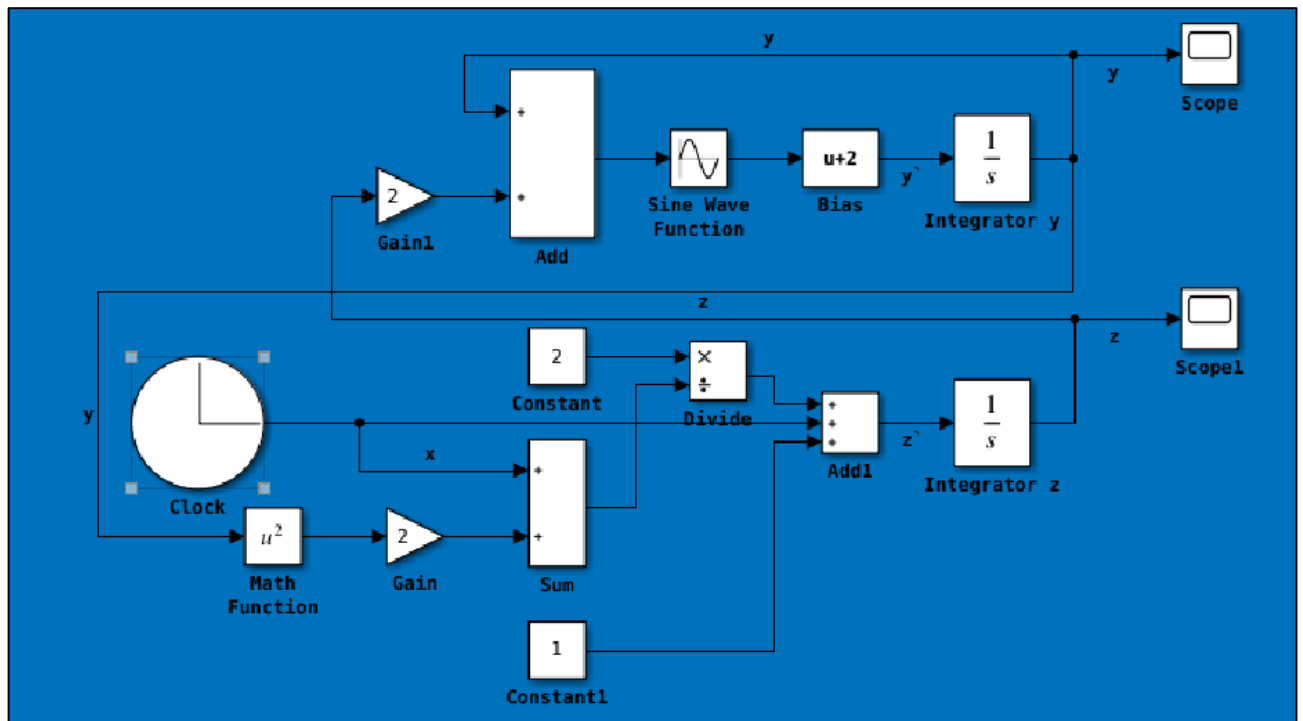 y
y
Scope
+
+
2
Gain1
Add
Sine Wave
Function
u+2
Bias
y`
1
s
Integrator y
z
z
Scope1
2
Constant
×
÷
Divide
y
Clock
x
+
+
Sum
+
+
+
Add1
z`
1
s
Integrator z
u²
Math
Function
2
Gain
1
Constant1